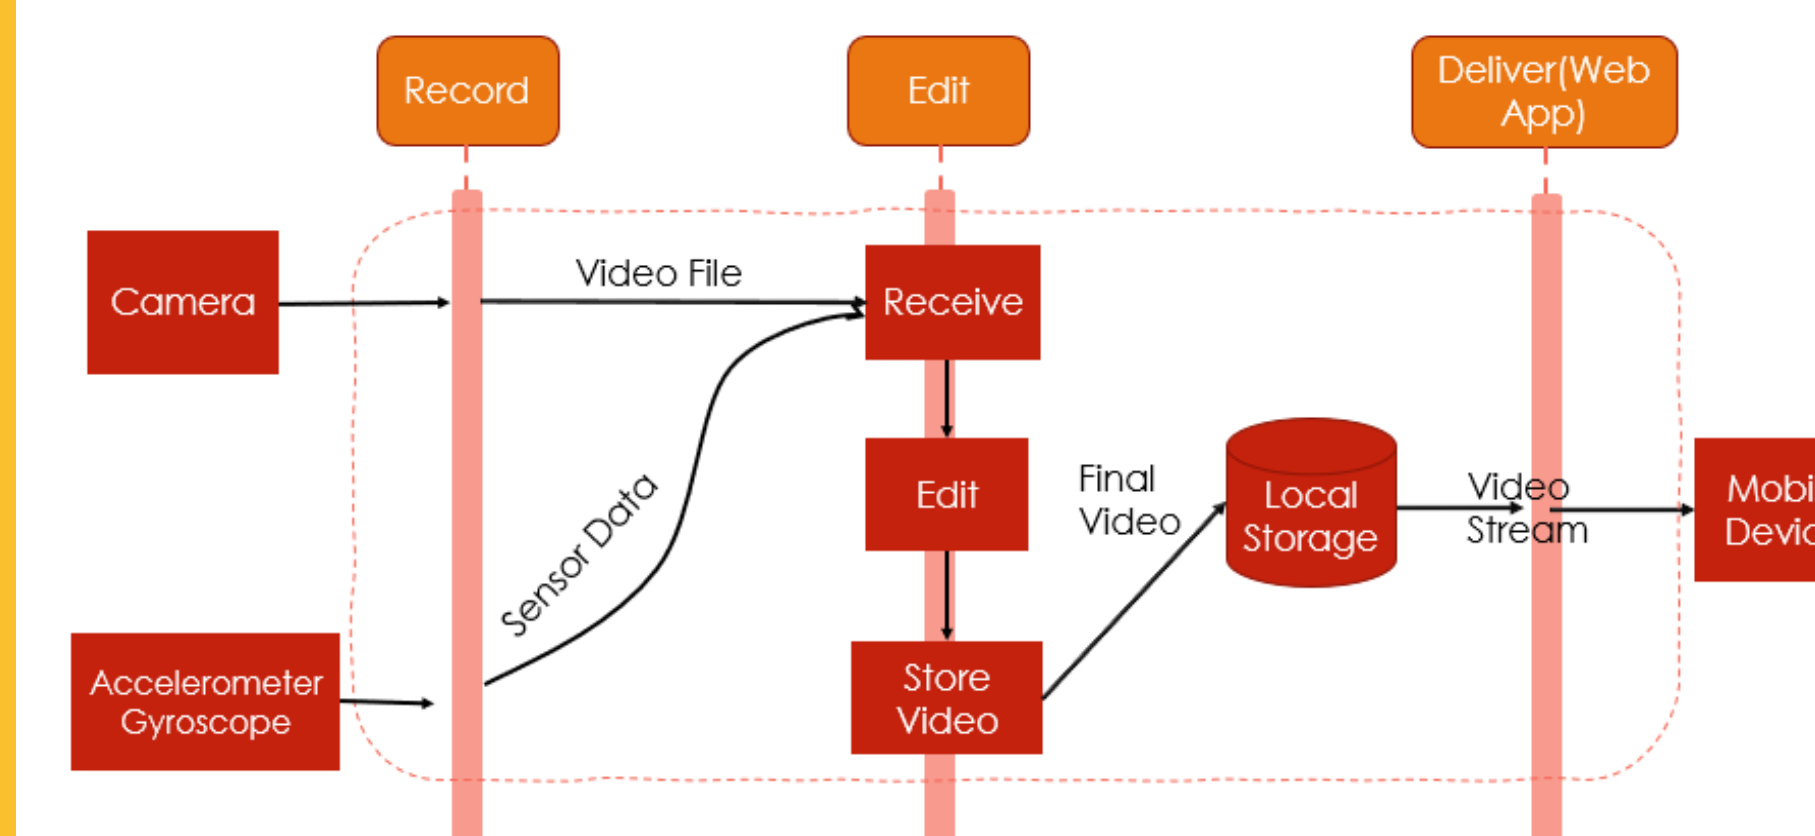 Record
Edit
Deliver(Web
App)
Camera
Video File
Receive
Sensor Data
Edit
Final
Video
Local
Storage
Video
Stream
Accelerometer
Gyroscope
Store
Video